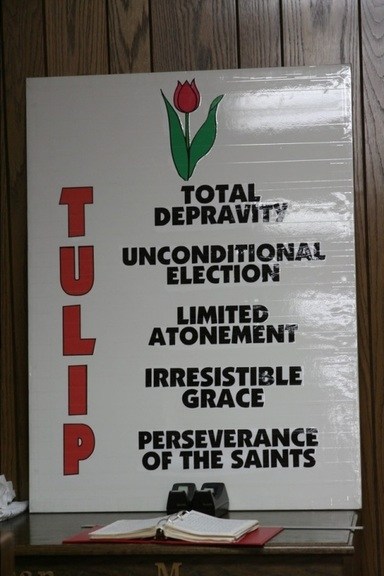 TULIP
TOTAL
DEPRAVITY
UNCONDITIONAL
ELECTION
LIMITED
ATONEMENT
IRRESISTIBLE
GRACE
PERSEVERANCE
OF THE SAINTS